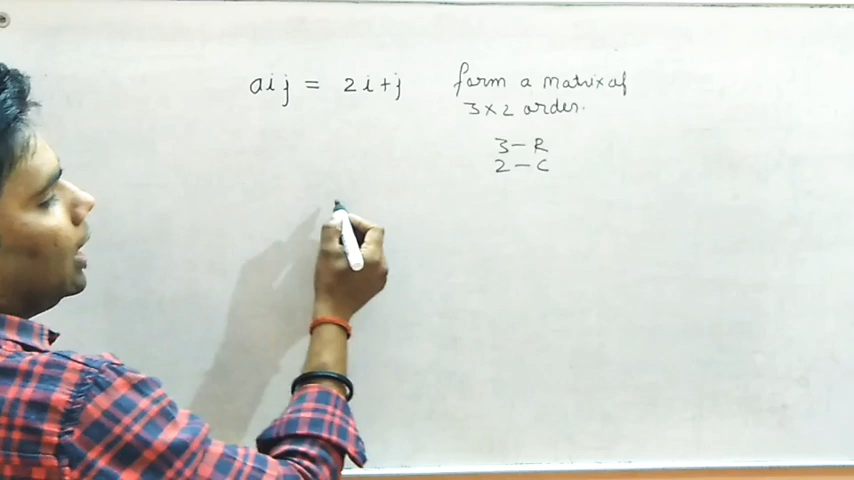 aij = 2i+j form a matrix of
3×2 order.
3 – R
2 – C